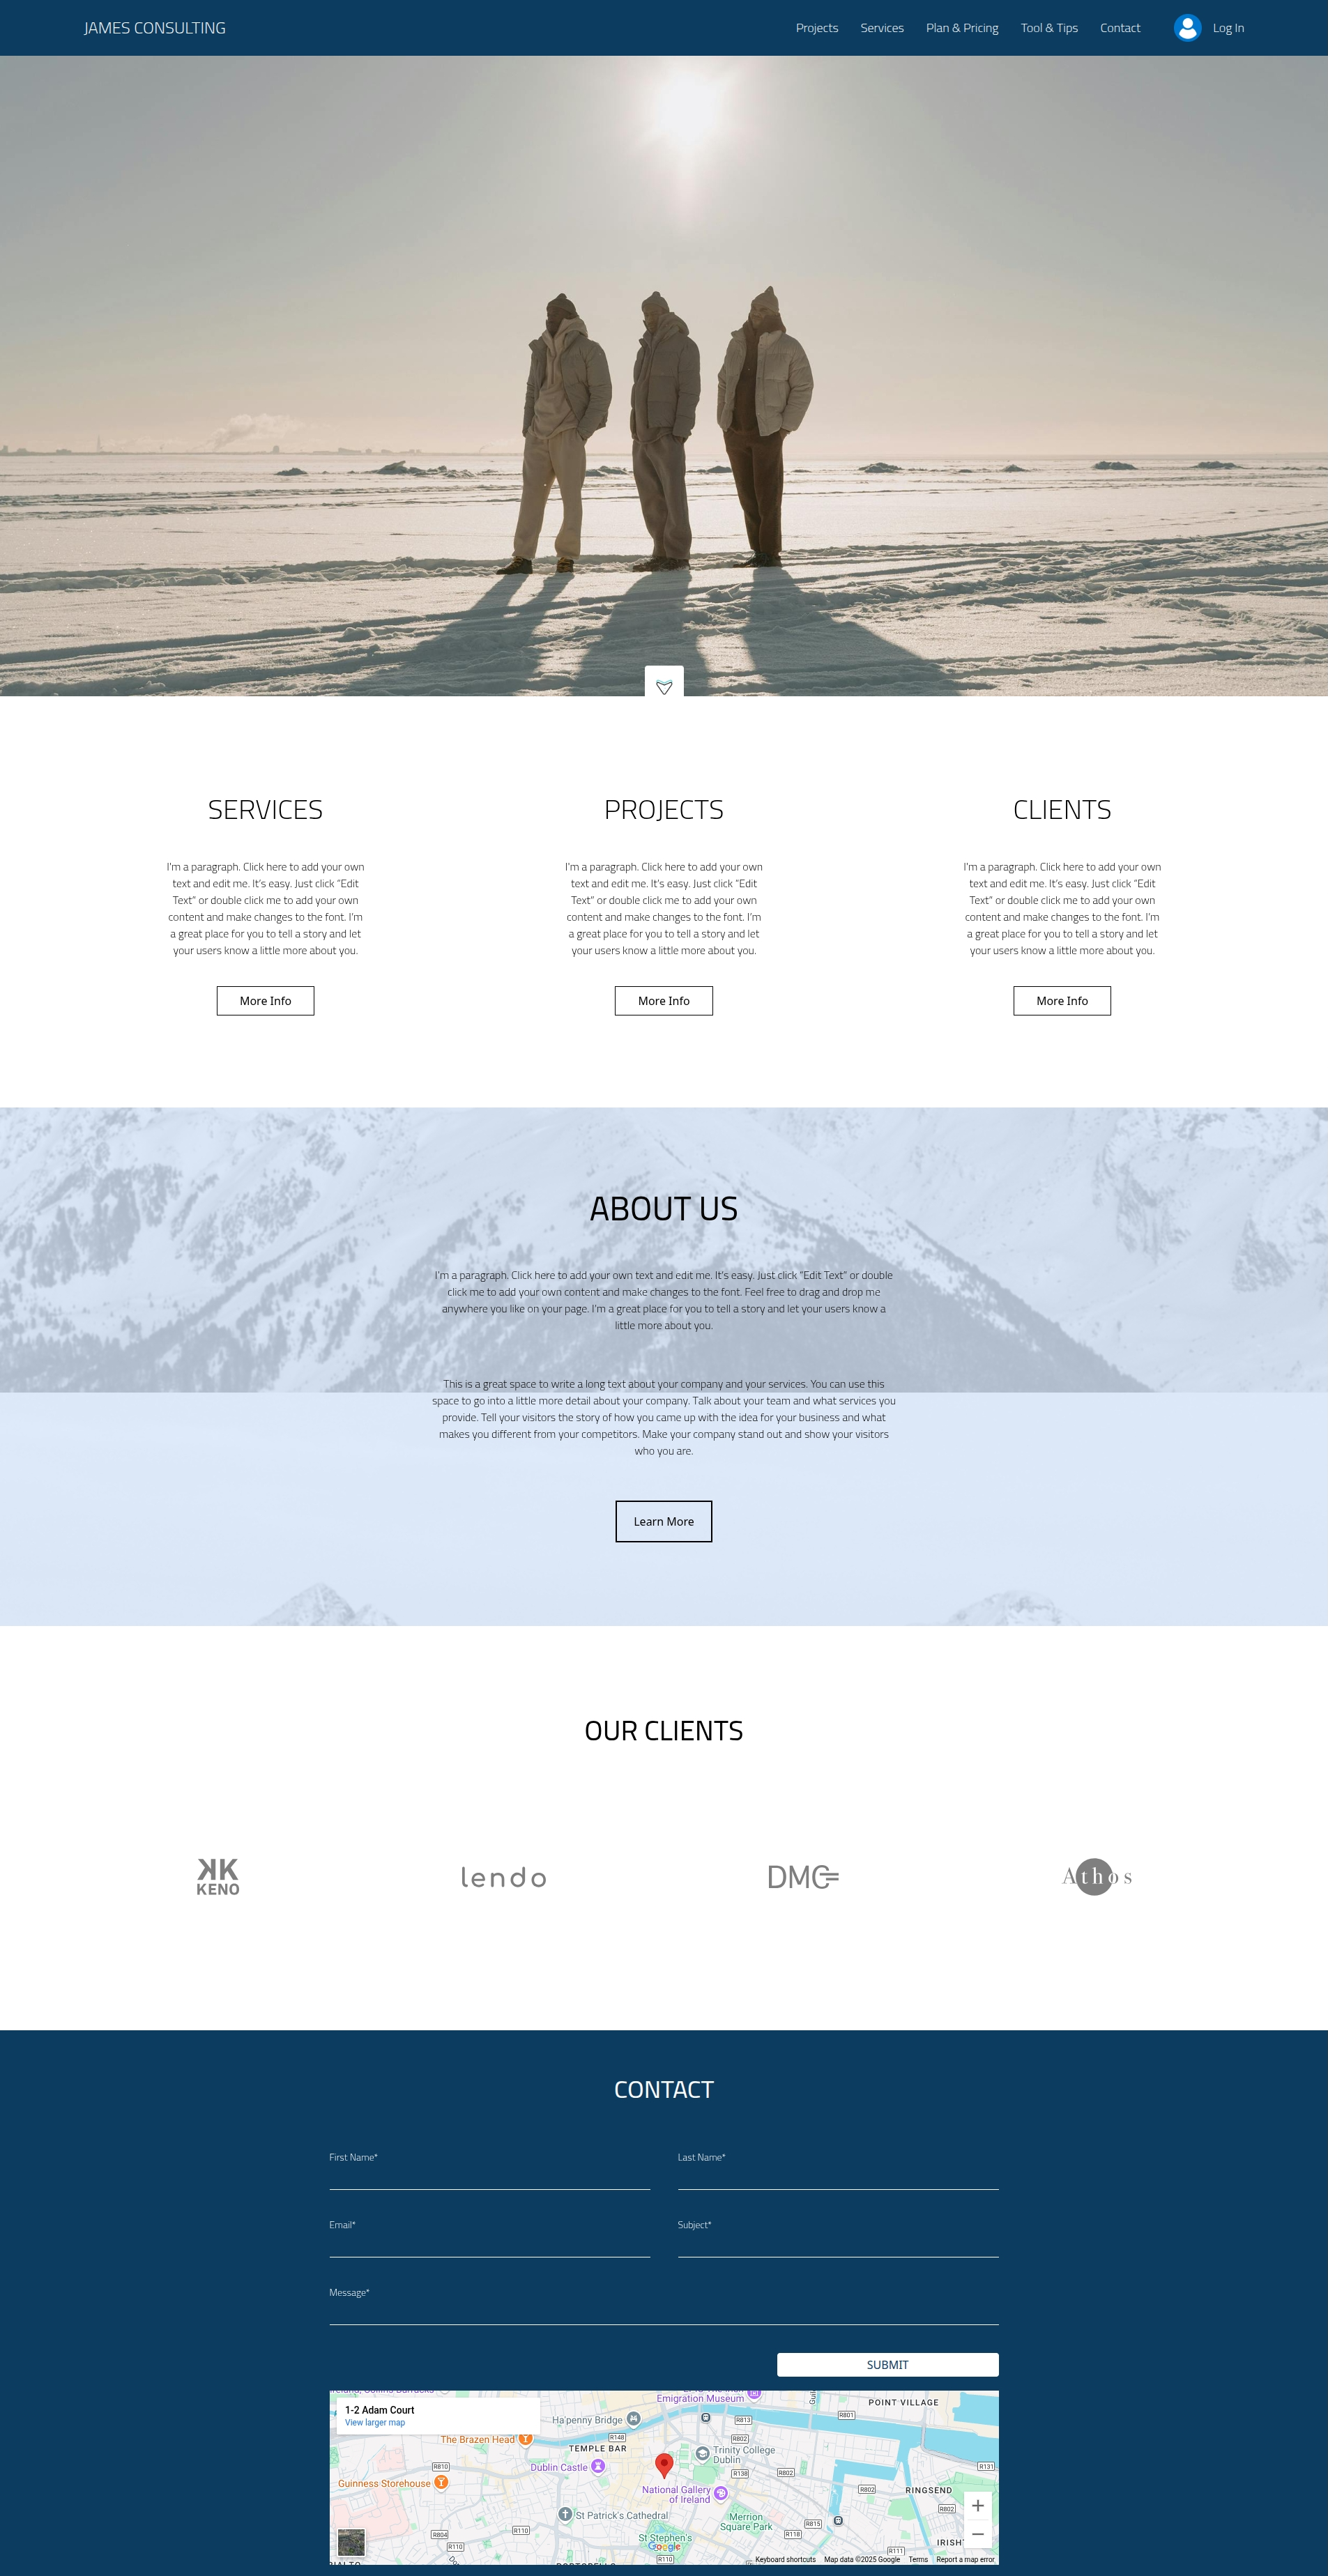 JAMES CONSULTING
Projects
Services
Plan & Pricing
Tool & Tips
Contact
Log In
SERVICES
I'm a paragraph. Click here to add your own
text and edit me. It's easy. Just click "Edit
Text" or double click me to add your own
content and make changes to the font. I'm
a great place for you to tell a story and let
your users know a little more about you.
More Info
PROJECTS
I'm a paragraph. Click here to add your own
text and edit me. It's easy. Just click "Edit
Text" or double click me to add your own
content and make changes to the font. I'm
a great place for you to tell a story and let
your users know a little more about you.
More Info
CLIENTS
I'm a paragraph. Click here to add your own
text and edit me. It's easy. Just click "Edit
Text" or double click me to add your own
content and make changes to the font. I'm
a great place for you to tell a story and let
your users know a little more about you.
More Info
ABOUT US
I'm a paragraph. Click here to add your own text and edit me. It's easy. Just click "Edit Text" or double
click me to add your own content and make changes to the font. Feel free to drag and drop me
anywhere you like on your page. I'm a great place for you to tell a story and let your users know a
little more about you.
This is a great space to write a long text about your company and your services. You can use this
space to go into a little more detail about your company. Talk about your team and what services you
provide. Tell your visitors the story of how you came up with the idea for your business and what
makes you different from your competitors. Make your company stand out and show your visitors
who you are.
Learn More
OUR CLIENTS
KK
KENO
lendo
DMC
Athos
CONTACT
First Name*
Last Name*
Email*
Subject*
Message*
SUBMIT
1-2 Adam Court
View larger map
Emigration Museum
POINT VILLAGE
R801
Ha'penny Bridge
R813
The Brazen Head
R148
R802
TEMPLE BAR
Trinity College
Dublin
R810
Dublin Castle
R138
R802
R131
Guinness Storehouse
National Gallery
of Ireland
R802
RINGSEND
R802
St Patrick's Cathedral
Merrion
Square Park
R815
R804
R110
R118
St Stephen's
Google
R110
R111
R110
Keyboard shortcuts
Map data ©2025 Google
Terms
Report a map error